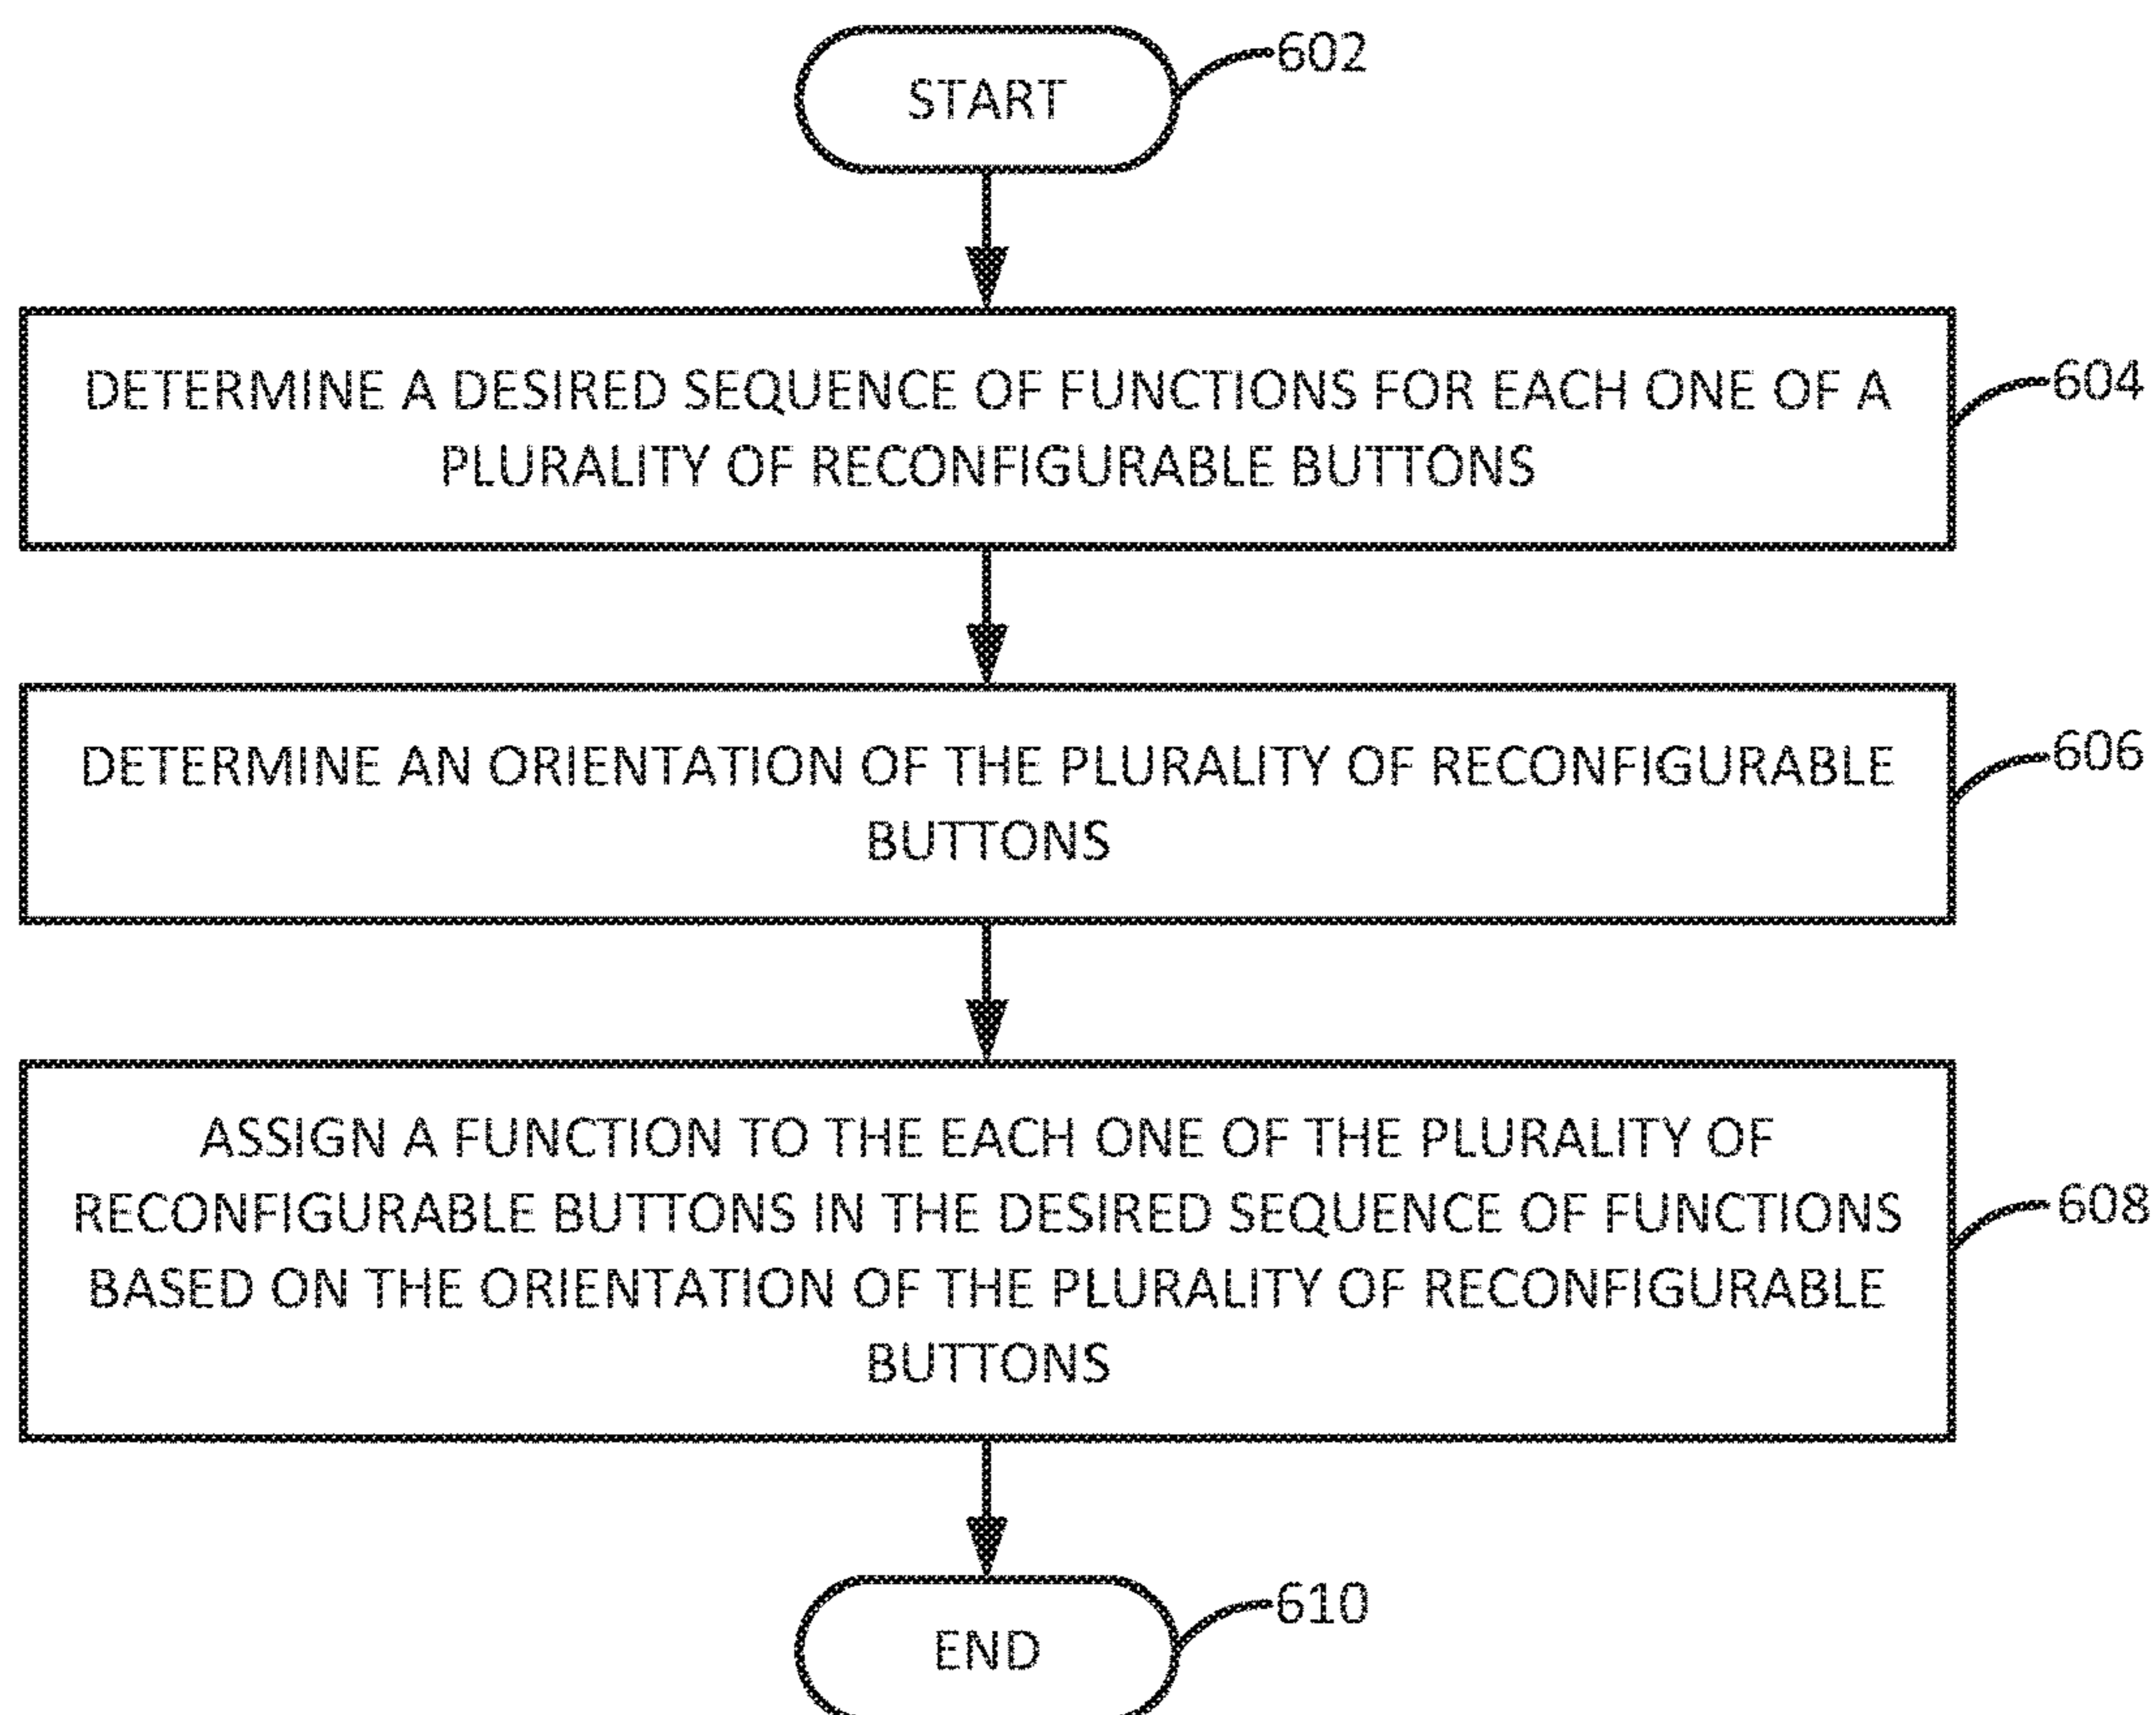 START
602
DETERMINE A DESIRED SEQUENCE OF FUNCTIONS FOR EACH ONE OF A
PLURALITY OF RECONFIGURABLE BUTTONS
604
DETERMINE AN ORIENTATION OF THE PLURALITY OF RECONFIGURABLE
BUTTONS
606
ASSIGN A FUNCTION TO THE EACH ONE OF THE PLURALITY OF
RECONFIGURABLE BUTTONS IN THE DESIRED SEQUENCE OF FUNCTIONS
BASED ON THE ORIENTATION OF THE PLURALITY OF RECONFIGURABLE
BUTTONS
608
END
610